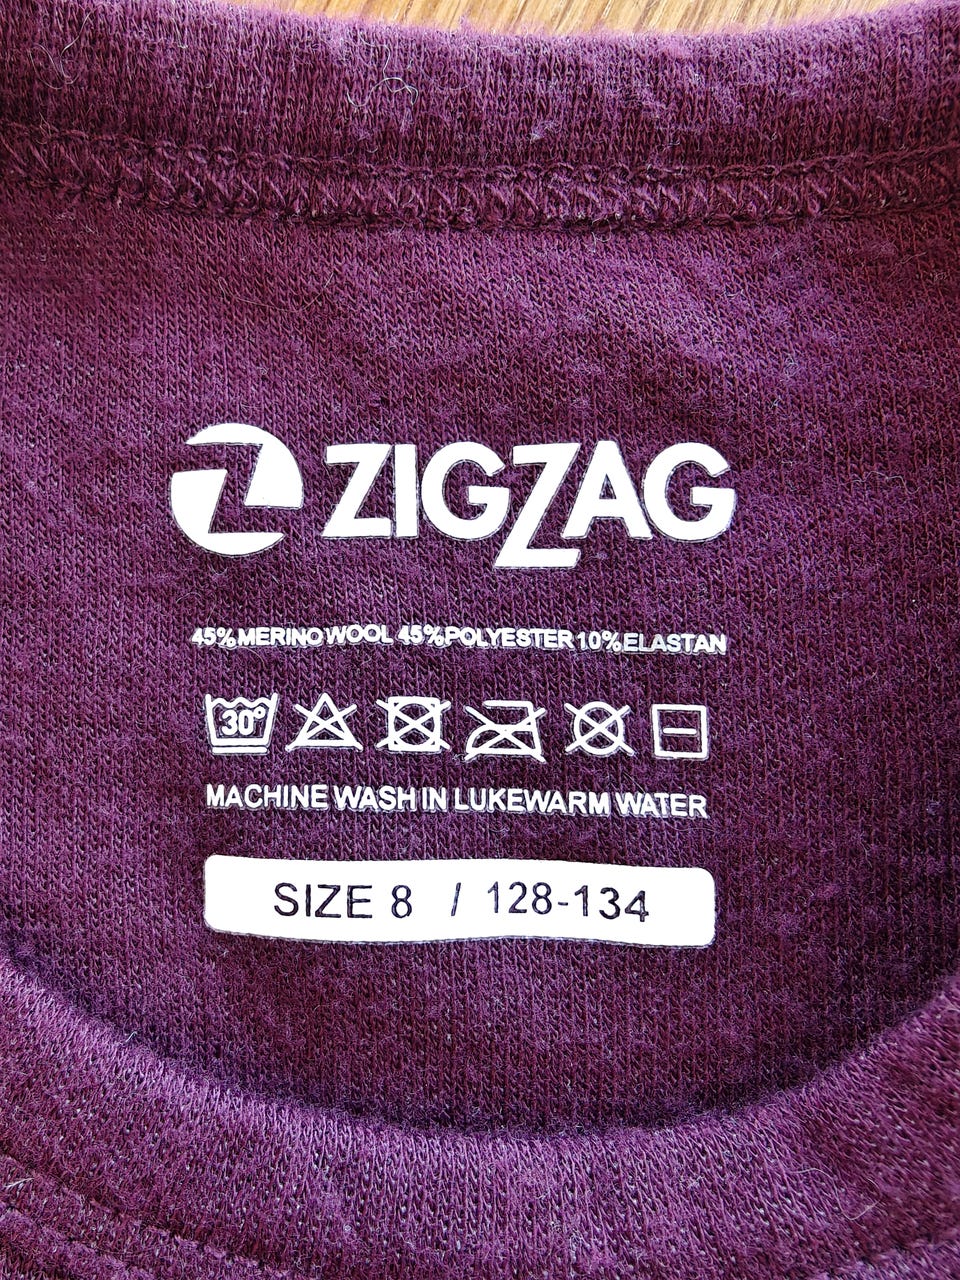 ZIGZAG
45% MERINO WOOL 45% POLYESTER 10% ELASTAN
30°
MACHINE WASH IN LUKEWARM WATER
SIZE 8 / 128-134